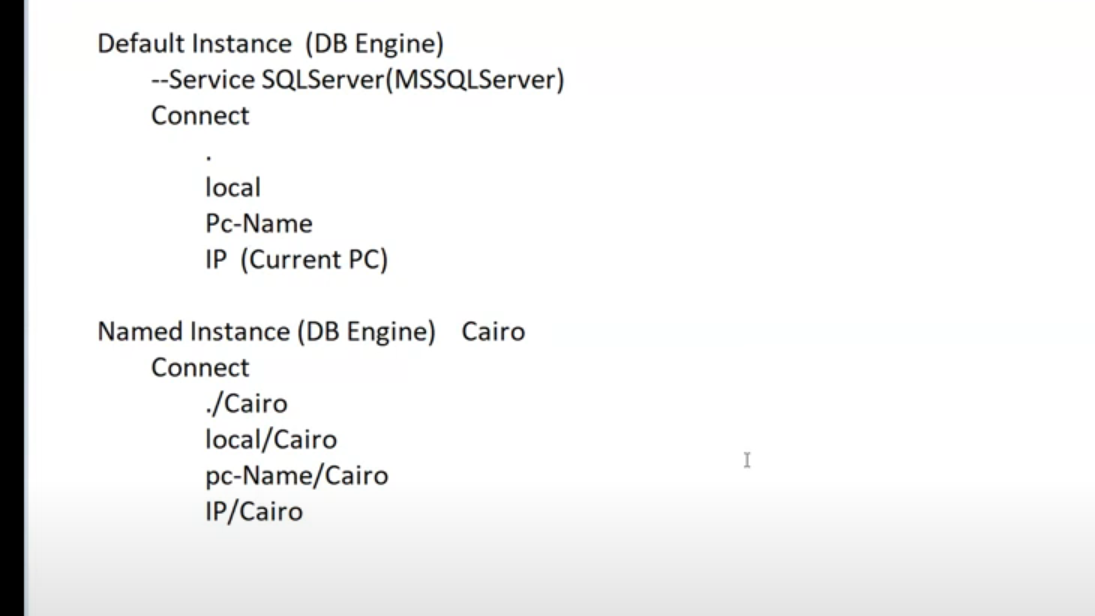 Default Instance (DB Engine)
--Service SQLServer(MSSQLServer)
Connect
.
local
Pc-Name
IP (Current PC)
Named Instance (DB Engine) Cairo
Connect
./Cairo
local/Cairo
pc-Name/Cairo
IP/Cairo